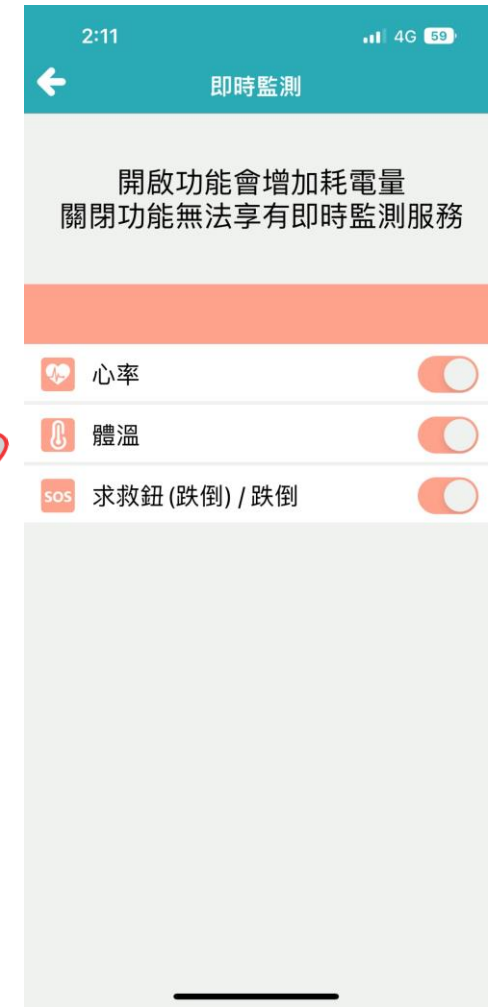 2:11 4G 59
即時監測
開啟功能會增加耗電量
關閉功能無法享有即時監測服務
心率
體溫
SOS 求救鈕(跌倒) / 跌倒